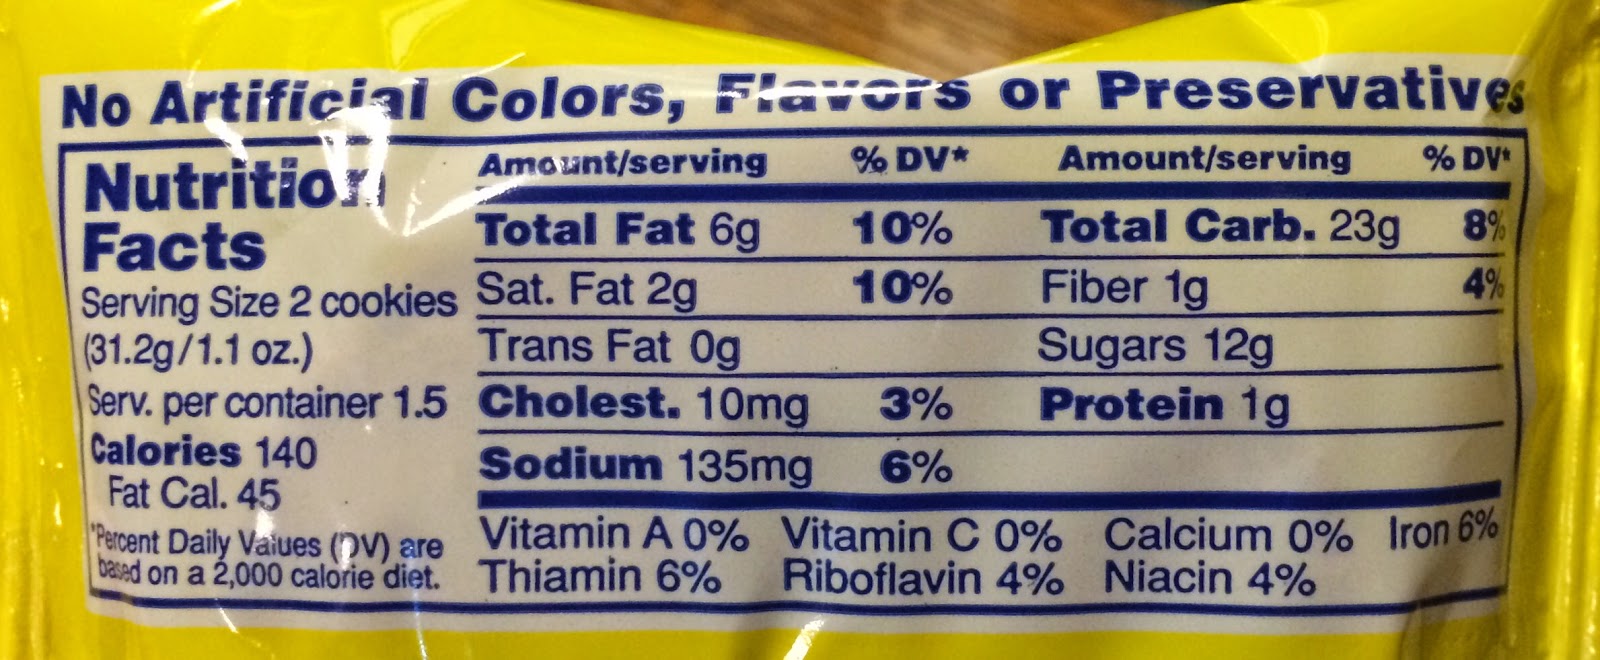 No Artificial Colors, Flavors or Preservatives
Nutrition
Facts
Serving Size 2 cookies
(31.2g/1.1 oz.)
Serv. per container 1.5
Calories 140
Fat Cal. 45
*Percent Daily Values (DV) are
based on a 2,000 calorie diet.
Amount/serving % DV* Amount/serving % DV*
Total Fat 6g 10% Total Carb. 23g 8%
Sat. Fat 2g 10% Fiber 1g 4%
Trans Fat 0g Sugars 12g
Cholest. 10mg 3% Protein 1g
Sodium 135mg 6%
Vitamin A 0% Vitamin C 0% Calcium 0% Iron 6%
Thiamin 6% Riboflavin 4% Niacin 4%